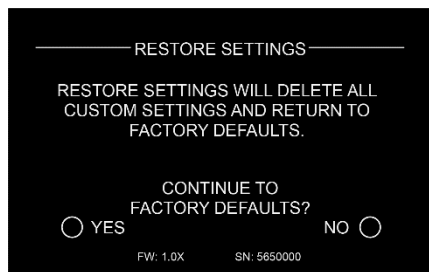 RESTORE SETTINGS
RESTORE SETTINGS WILL DELETE ALL
CUSTOM SETTINGS AND RETURN TO
FACTORY DEFAULTS.
CONTINUE TO
FACTORY DEFAULTS?
YES NO
FW: 1.0X SN: 5650000